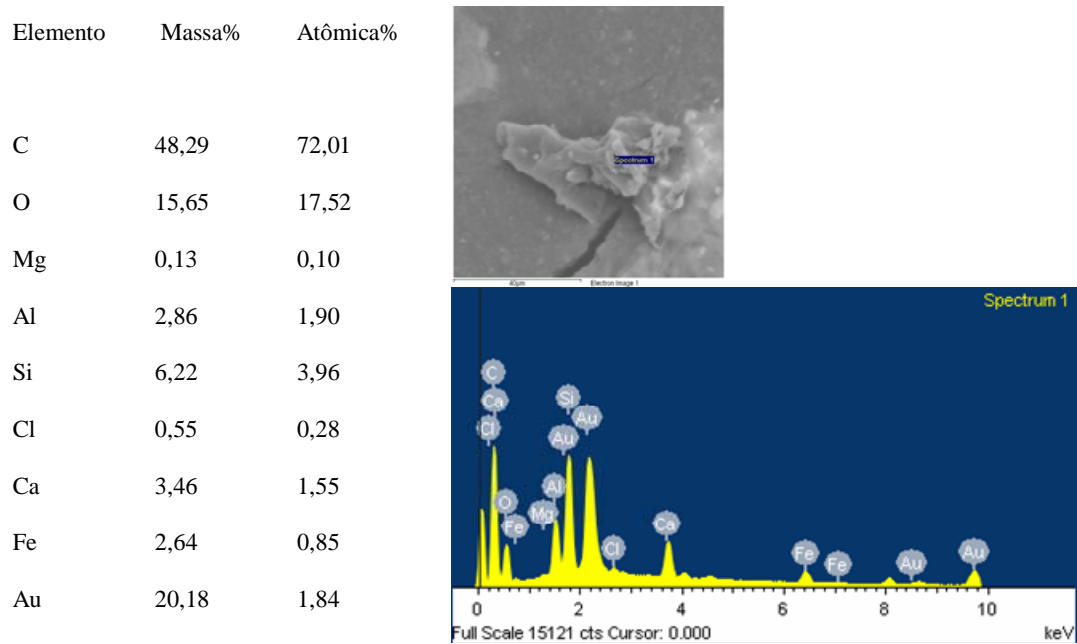 Elemento Massa% Atômica%
C 48,29 72,01
O 15,65 17,52
Mg 0,13 0,10
Al 2,86 1,90
Si 6,22 3,96
Cl 0,55 0,28
Ca 3,46 1,55
Fe 2,64 0,85
Au 20,18 1,84
Spectrum 1
40µm Electron Image 1
Spectrum 1
C
Ca
Cl
O
Fe
Mg
Al
Au
Si
Au
Cl
Ca
Fe
Fe
Au
Au
0 2 4 6 8 10
Full Scale 15121 cts Cursor: 0.000 keV